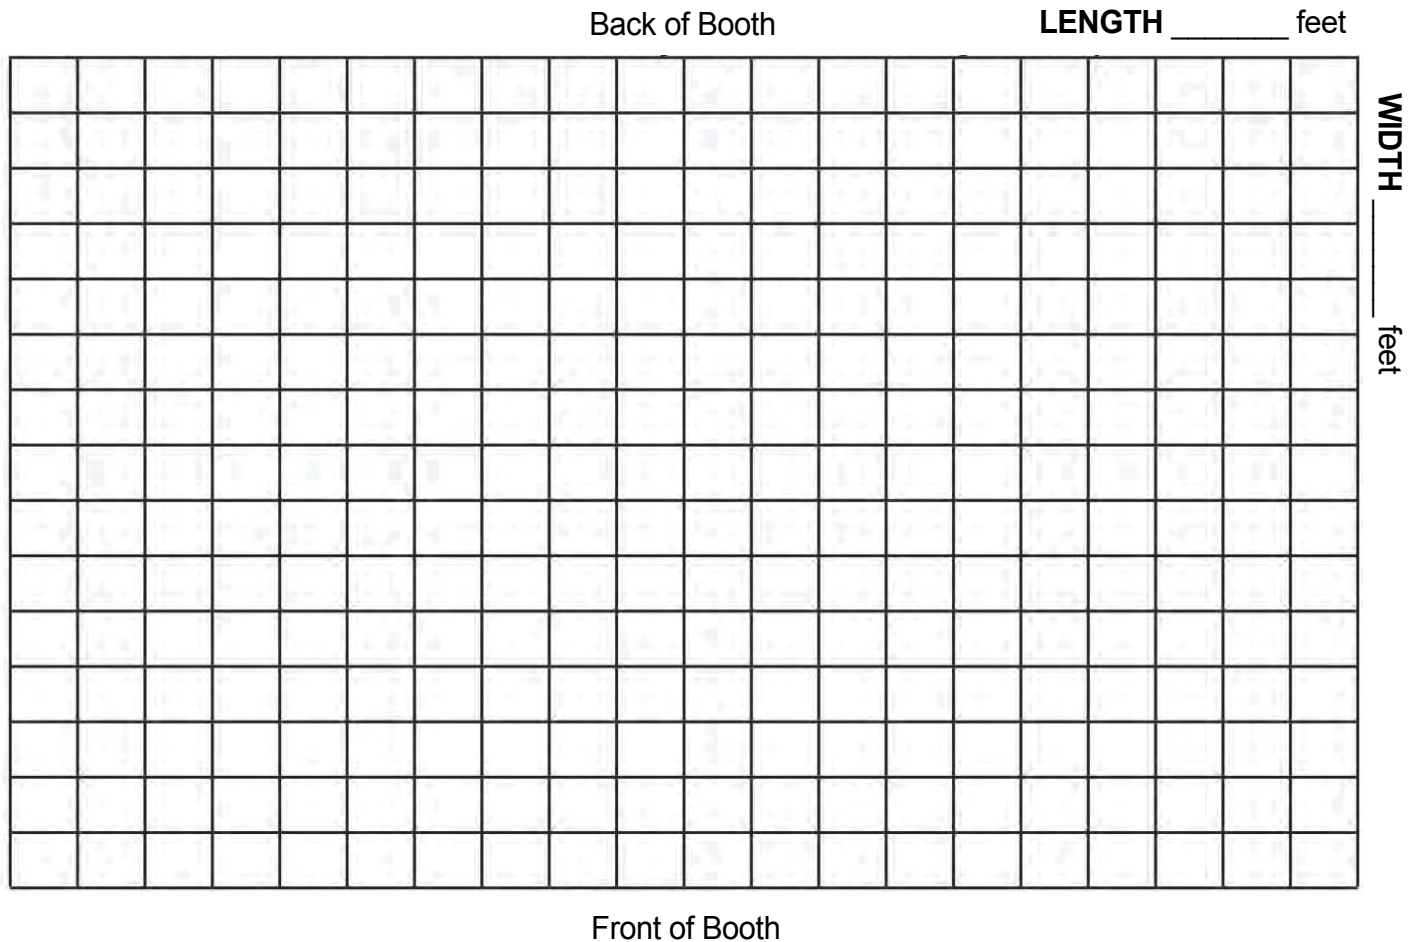 Back of Booth
LENGTH _______ feet
WIDTH _______ feet
Front of Booth